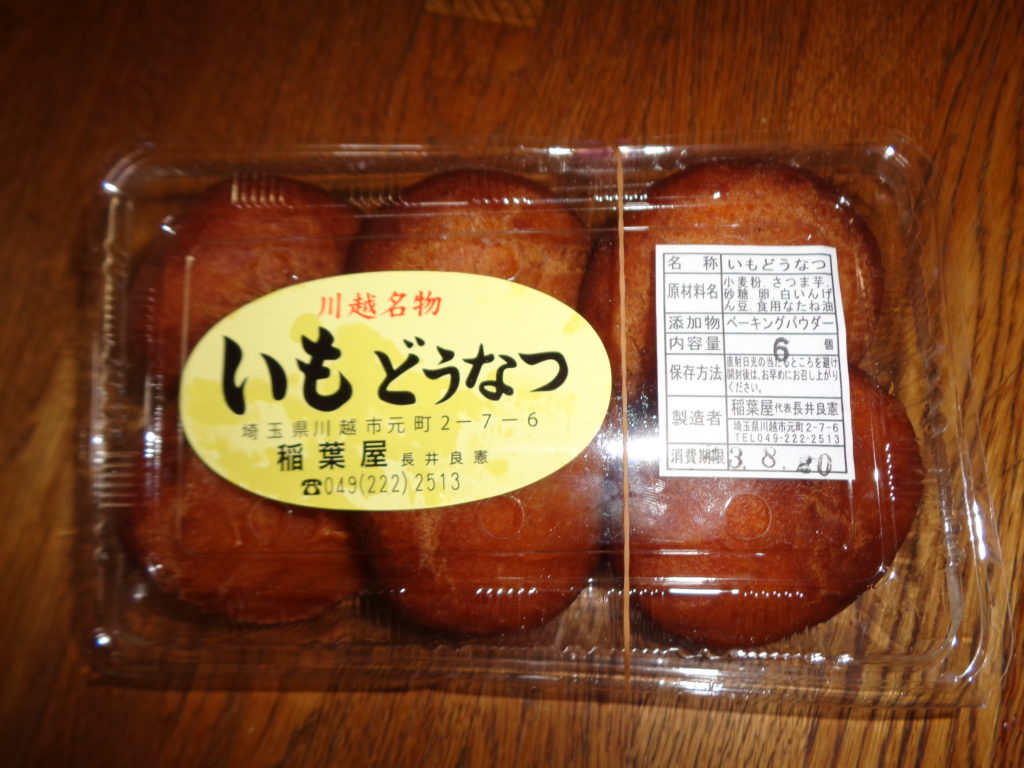 川越名物
いもどうなつ
埼玉県川越市元町2-7-6
稲葉屋 長井良憲
☎049(222)2513
名称 いもどうなつ
原材料名 小麦粉、さつま芋、
砂糖、卵、白いんげ
ん豆、食用なたね油
添加物 ベーキングパウダー
内容量 6 個
保存方法 直射日光の当たるところを避け
開封後は、お早めにお召し上がり
ください。
製造者 稲葉屋 代表 長井良憲
埼玉県川越市元町2-7-6
TEL049-222-2513
消費期限 3.8.20